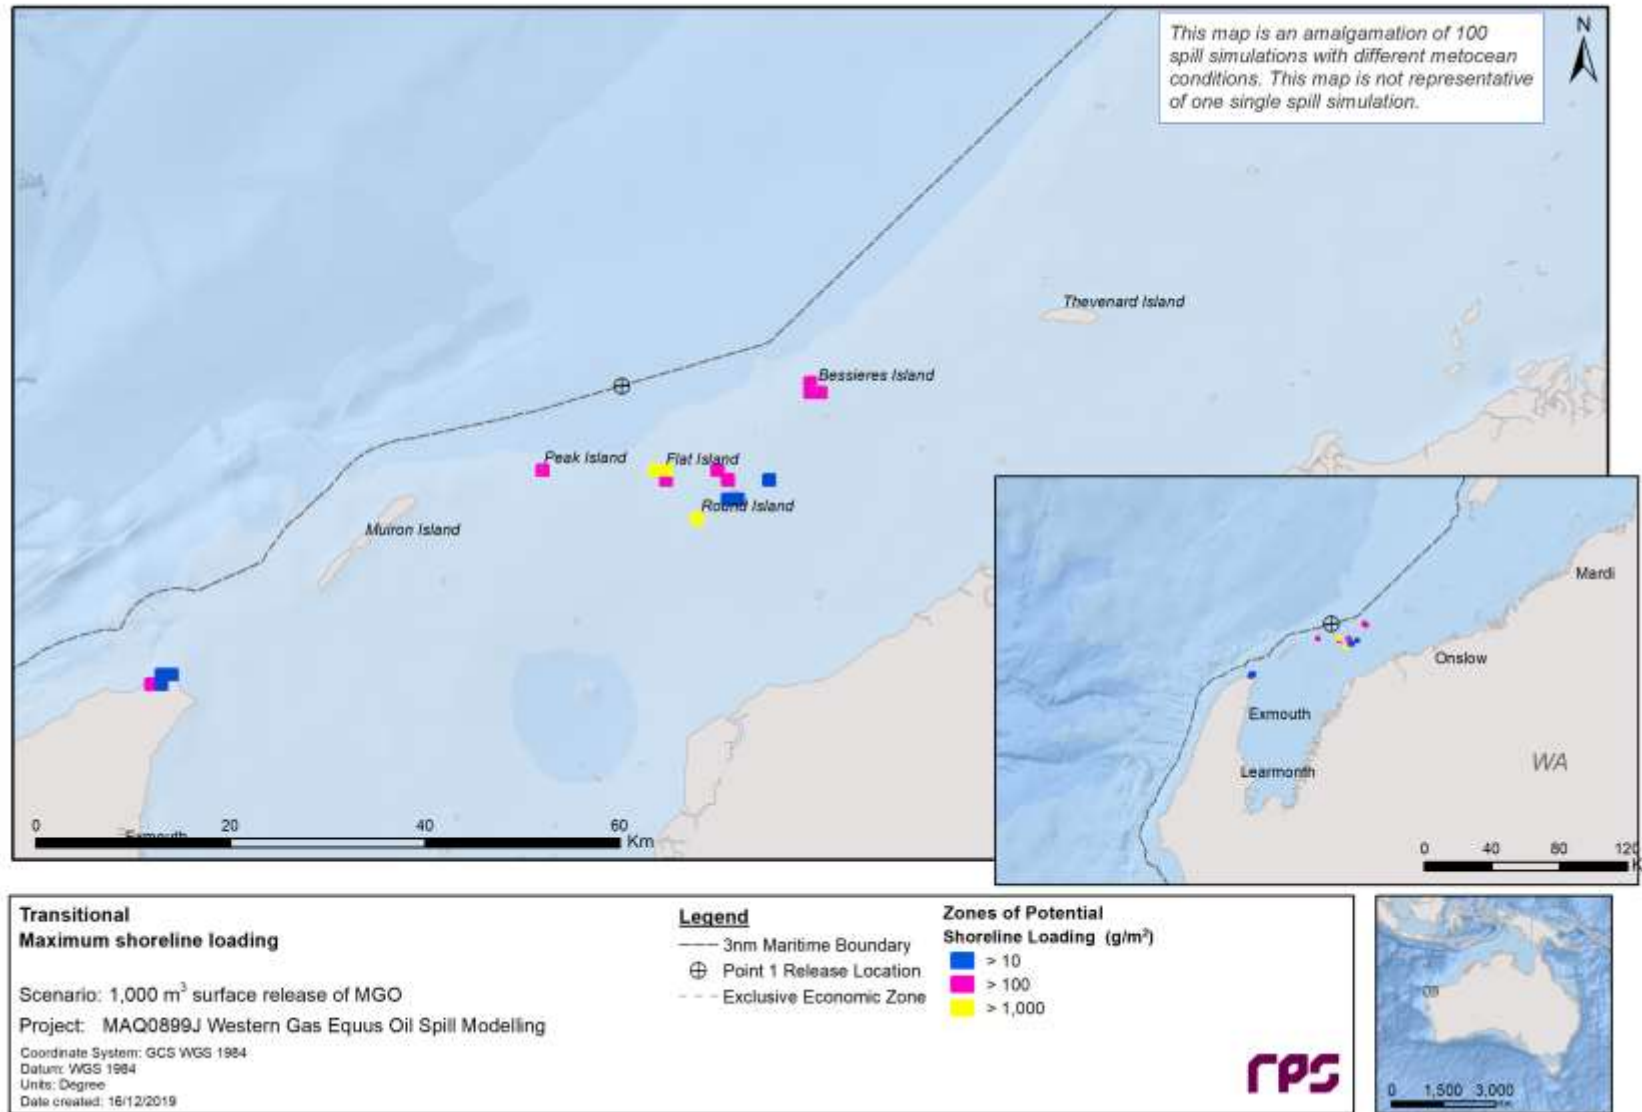 This map is an amalgamation of 100
spill simulations with different metocean
conditions. This map is not representative
of one single spill simulation.
N
Thevenard Island
Bessieres Island
Peak Island
Flat Island
Round Island
Muiron Island
Exmouth
0 20 40 60
Km
Mardi
Onslow
Exmouth
Learmonth
WA
0 40 80 120
Transitional
Maximum shoreline loading
Scenario: 1,000 m³ surface release of MGO
Project: MAQ0899J Western Gas Equus Oil Spill Modelling
Coordinate System: GCS WGS 1984
Datum: WGS 1984
Units: Degree
Date created: 16/12/2019
Legend
3nm Maritime Boundary
Point 1 Release Location
Exclusive Economic Zone
Zones of Potential
Shoreline Loading (g/m²)
> 10
> 100
> 1,000
rps
0 1,500 3,000